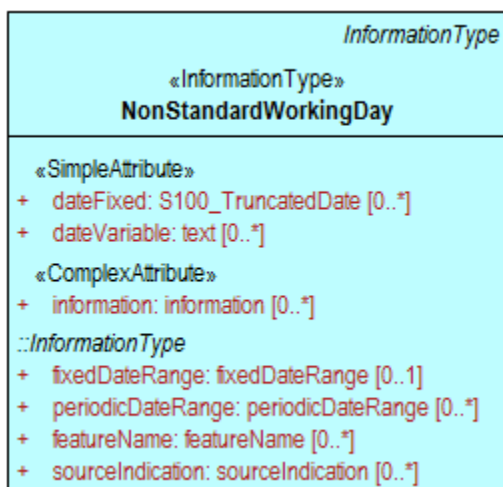 InformationType
«InformationType»
NonStandardWorkingDay
«SimpleAttribute»
+ dateFixed: S100_TruncatedDate [0..*]
+ dateVariable: text [0..*]
«ComplexAttribute»
+ information: information [0..*]
::InformationType
+ fixedDateRange: fixedDateRange [0..1]
+ periodicDateRange: periodicDateRange [0..*]
+ featureName: featureName [0..*]
+ sourceIndication: sourceIndication [0..*]